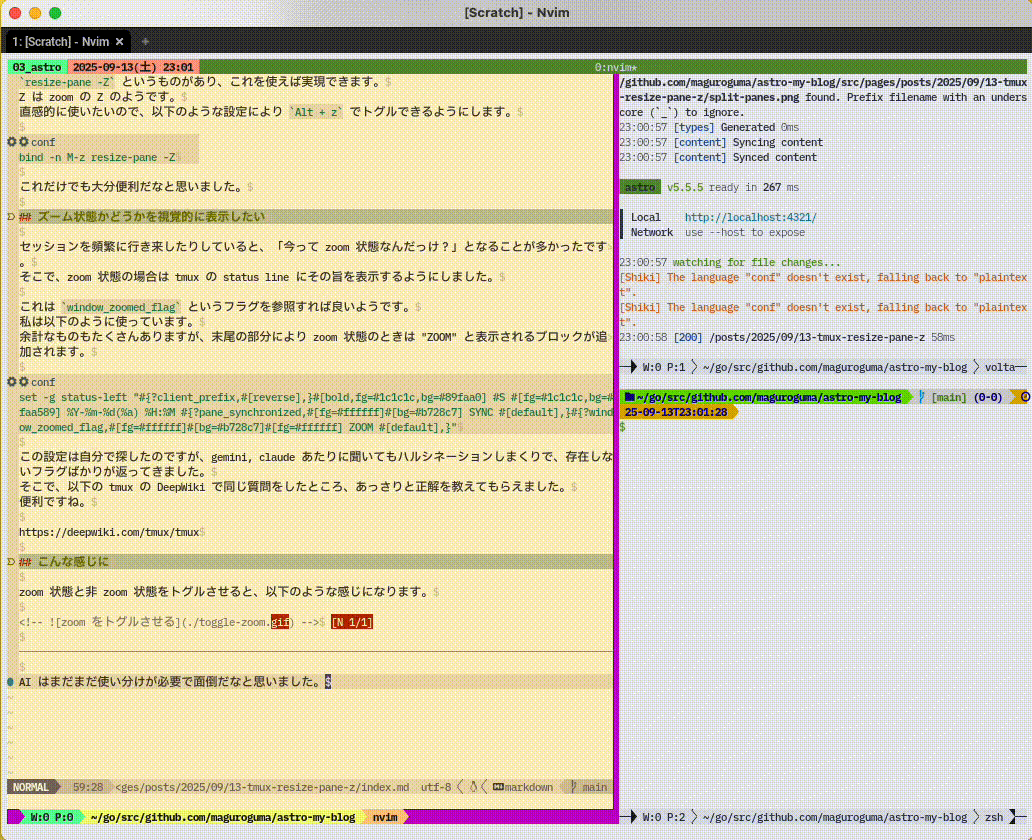 [Scratch] - Nvim
1: [Scratch] - Nvim ✕ +
03_astro 2025-09-13(土) 23:01 0:nvim*
`resize-pane -Z` というものがあり、これを使えば実現できます。$
Z は zoom の Z のようです。$
直感的に使いたいので、以下のような設定により `Alt + z` でトグルできるようにします。$
$
conf
bind -n M-z resize-pane -Z$
$
これだけでも大分便利だなと思いました。$
$
## ズーム状態かどうかを視覚的に表示したい
$
セッションを頻繁に行き来したりしていると、「今って zoom 状態なんだっけ？」となることが多かったです
。$
そこで、zoom 状態の場合は tmux の status line にその旨を表示するようにしました。$
$
これは `window_zoomed_flag` というフラグを参照すれば良いようです。$
私は以下のように使っています。$
余計なものもたくさんありますが、末尾の部分により zoom 状態のときは "ZOOM" と表示されるブロックが追
加されます。$
$
conf
set -g status-left "#{?client_prefix,#[reverse],}#[bold,fg=#1c1c1c,bg=#89faa0] #S #[fg=#1c1c1c,bg=#
faa589] %Y-%m-%d(%a) %H:%M #{?pane_synchronized,#[fg=#ffffff]#[bg=#b728c7] SYNC #[default],}#{?wind
ow_zoomed_flag,#[fg=#ffffff]#[bg=#b728c7]#[fg=#ffffff] ZOOM #[default],}"$
$
この設定は自分で探したのですが、gemini, claude あたりに聞いてもハルシネーションしまくりで、存在しな
いフラグばかりが返ってきました。$
そこで、以下の tmux の DeepWiki で同じ質問をしたところ、あっさりと正解を教えてもらえました。$
便利ですね。$
$
https://deepwiki.com/tmux/tmux$
$
## こんな感じに
$
zoom 状態と非 zoom 状態をトグルさせると、以下のような感じになります。$
$
<!-- ![zoom をトグルさせる](./toggle-zoom.gif) -->$ [N 1/1]
$
$
AI はまだまだ使い分けが必要で面倒だなと思いました。$
~
~
~
~
~
~
NORMAL 59:28 <ges/posts/2025/09/13-tmux-resize-pane-z/index.md utf-8 markdown main
W:0 P:0 ~/go/src/github.com/maguroguma/astro-my-blog nvim
/github.com/maguroguma/astro-my-blog/src/pages/posts/2025/09/13-tmux
-resize-pane-z/split-panes.png found. Prefix filename with an unders
core (`_`) to ignore.
23:00:57 [types] Generated 0ms
23:00:57 [content] Syncing content
23:00:57 [content] Synced content
astro v5.5.5 ready in 267 ms
Local http://localhost:4321/
Network use --host to expose
23:00:57 watching for file changes...
[Shiki] The language "conf" doesn't exist, falling back to "plaintex
t".
[Shiki] The language "conf" doesn't exist, falling back to "plaintex
t".
23:00:58 [200] /posts/2025/09/13-tmux-resize-pane-z 58ms
W:0 P:1 ~/go/src/github.com/maguroguma/astro-my-blog volta
~/go/src/github.com/maguroguma/astro-my-blog [main] (0-0)
25-09-13T23:01:28
$
W:0 P:2 ~/go/src/github.com/maguroguma/astro-my-blog zsh